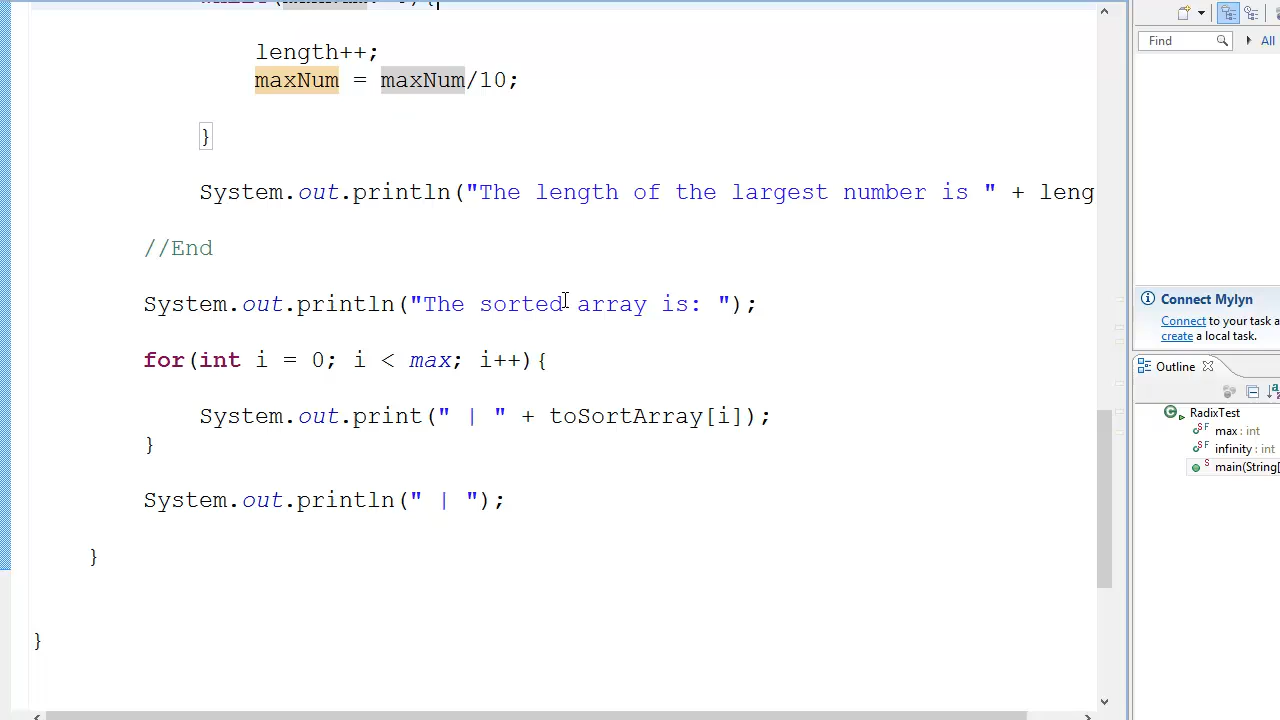 length++;
maxNum = maxNum/10;
}
System.out.println("The length of the largest number is " + leng
//End
System.out.println("The sorted array is: ");
for(int i = 0; i < max; i++){
System.out.print(" | " + toSortArray[i]);
}
System.out.println(" | ");
}
}
Find
All
Connect Mylyn
Connect to your task a
create a local task.
Outline
RadixTest
max : int
infinity : int
main(String[